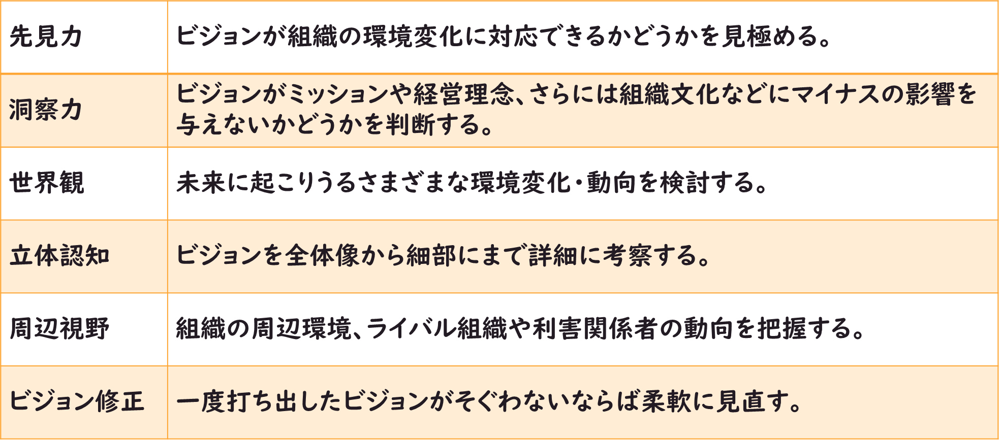 先見力
ビジョンが組織の環境変化に対応できるかどうかを見極める。
洞察力
ビジョンがミッションや経営理念、さらには組織文化などにマイナスの影響を
与えないかどうかを判断する。
世界観
未来に起こりうるさまざまな環境変化・動向を検討する。
立体認知
ビジョンを全体像から細部にまで詳細に考察する。
周辺視野
組織の周辺環境、ライバル組織や利害関係者の動向を把握する。
ビジョン修正
一度打ち出したビジョンがそぐわないならば柔軟に見直す。